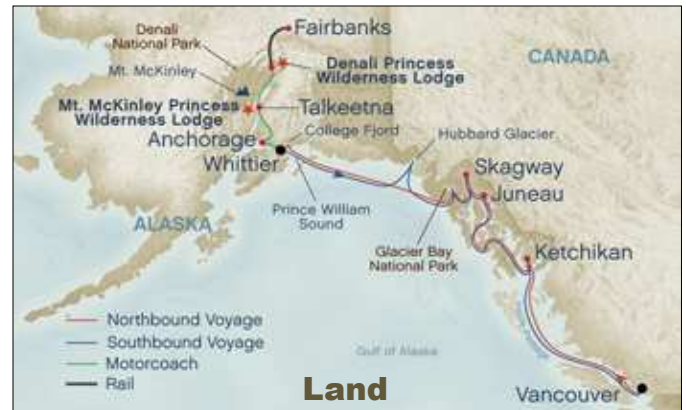 Denali
National Park
Fairbanks
Mt. McKinley
Denali Princess
Wilderness Lodge
CANADA
Mt. McKinley Princess
Wilderness Lodge
Talkeetna
Anchorage
College Fjord
Hubbard Glacier
Whittier
Skagway
Juneau
Prince William
Sound
ALASKA
Glacier Bay
National Park
Ketchikan
Northbound Voyage
Southbound Voyage
Motorcoach
Rail
Gulf of Alaska
Land
Vancouver